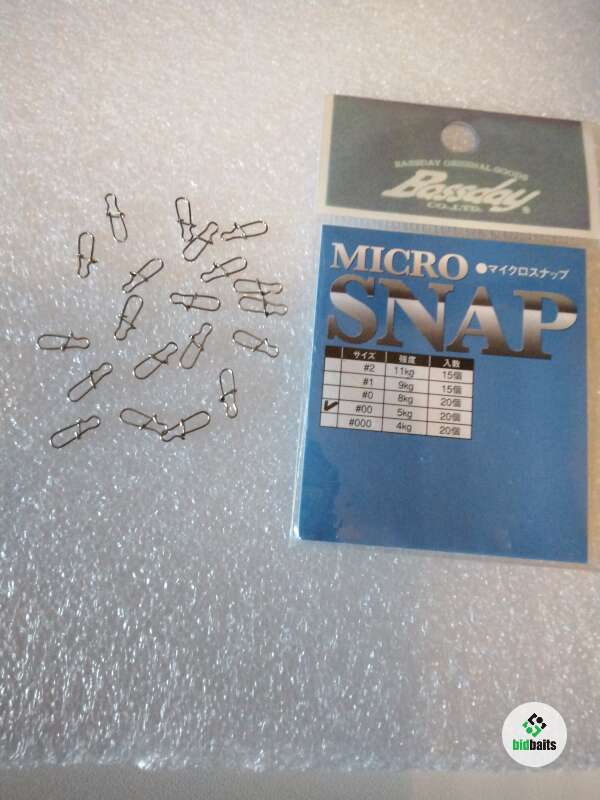 BASSDAY ORIGINAL GOODS
Bassday
CO.,LTD.®
MICRO ●マイクロスナップ
SNAP
サイズ 強度 入数
#2 11kg 15個
#1 9kg 15個
#0 8kg 20個
✓ #00 5kg 20個
#000 4kg 20個
bidbaits